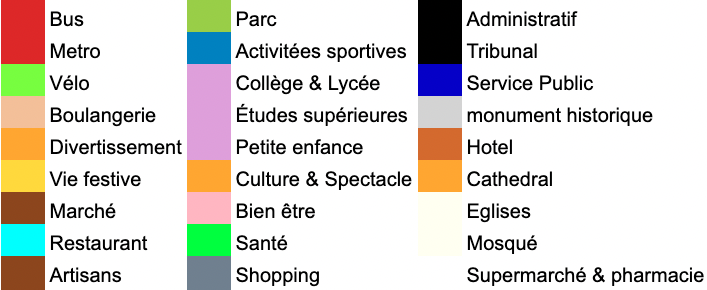 Bus
Metro
Vélo
Boulangerie
Divertissement
Vie festive
Marché
Restaurant
Artisans
Parc
Activitées sportives
Collège & Lycée
Études supérieures
Petite enfance
Culture & Spectacle
Bien être
Santé
Shopping
Administratif
Tribunal
Service Public
monument historique
Hotel
Cathedral
Eglises
Mosqué
Supermarché & pharmacie